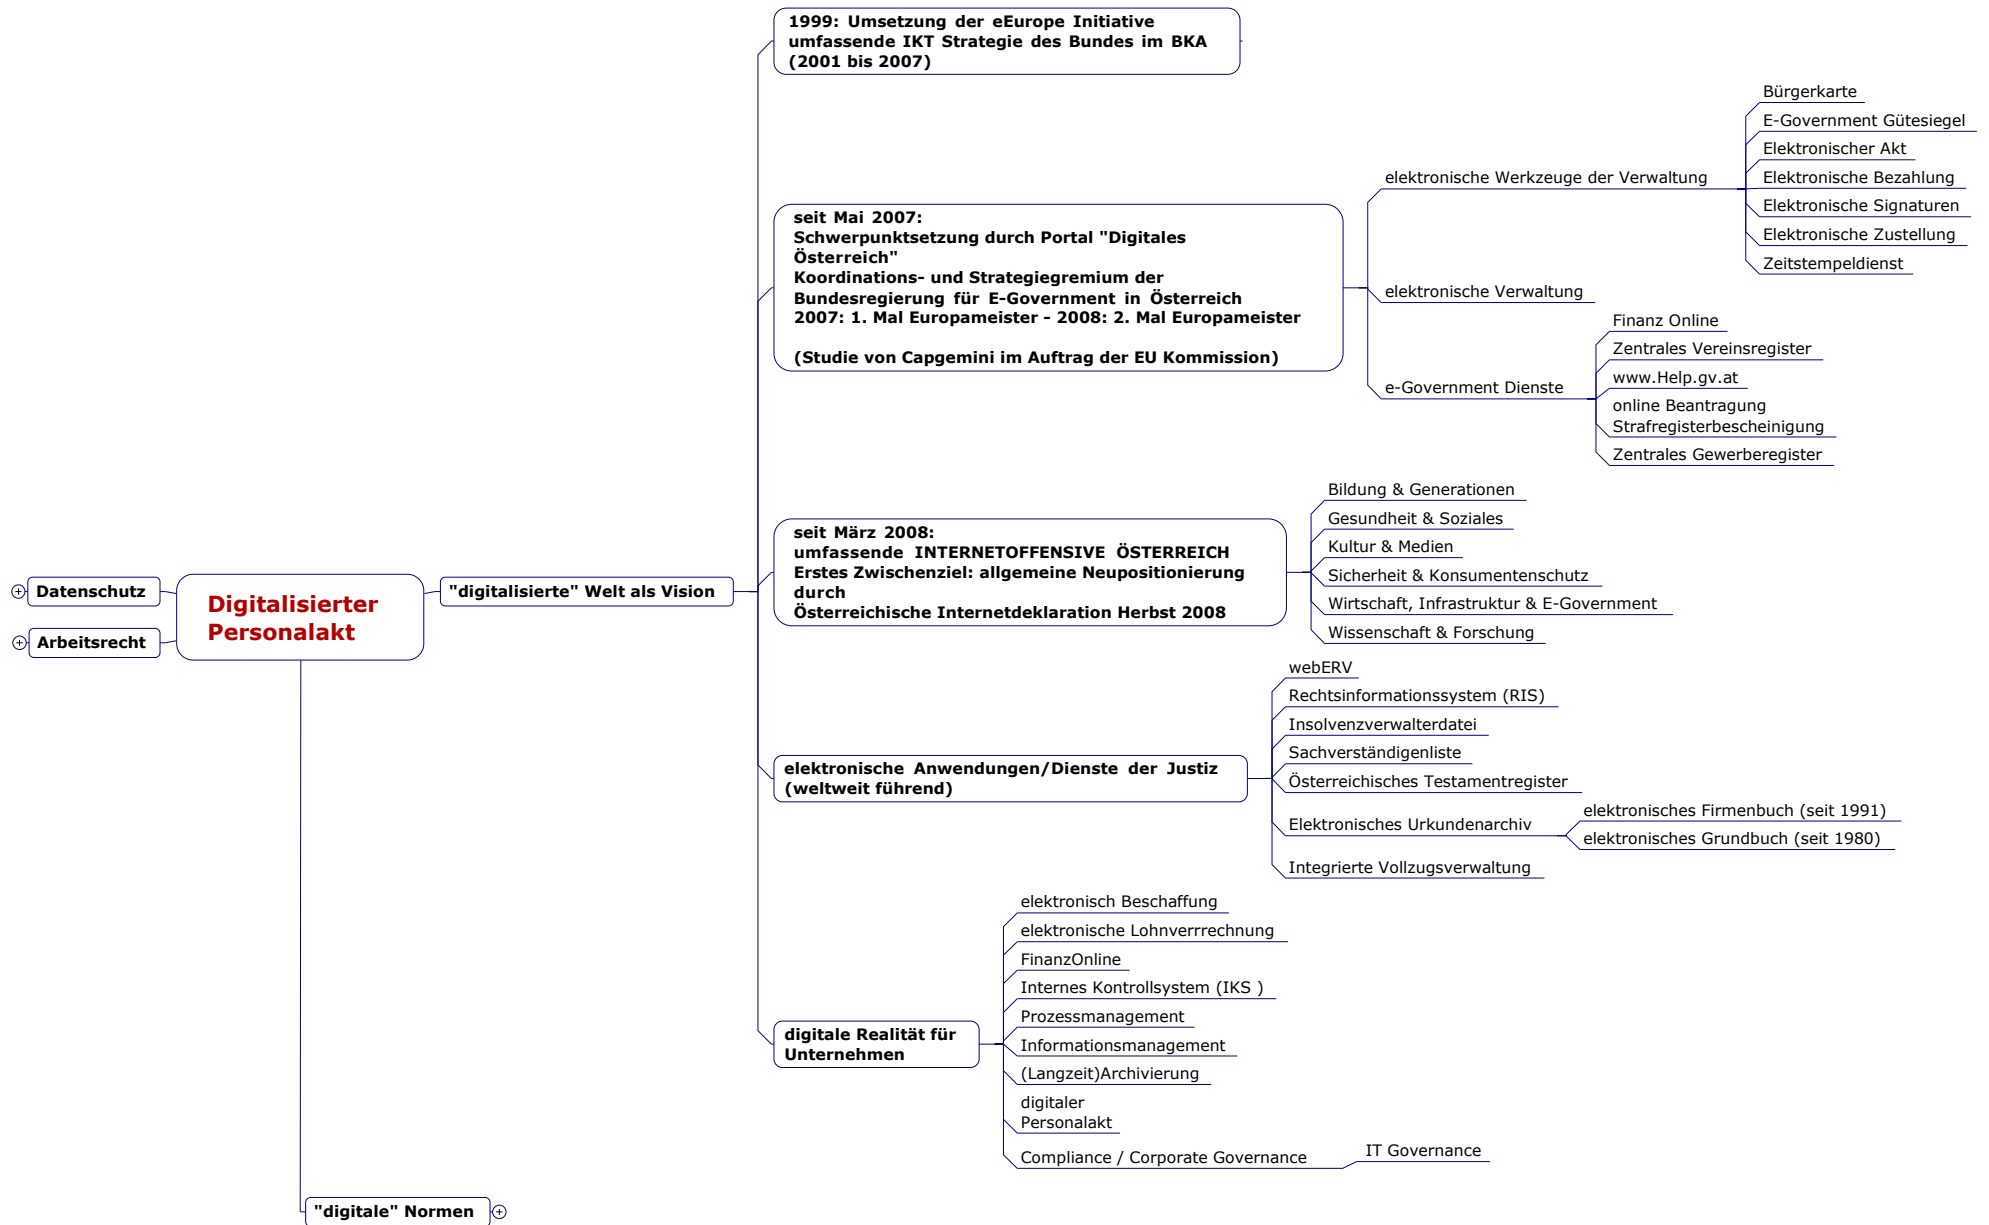 1999: Umsetzung der eEurope Initiative
umfassende IKT Strategie des Bundes im BKA
(2001 bis 2007)
Bürgerkarte
E-Government Gütesiegel
Elektronischer Akt
elektronische Werkzeuge der Verwaltung
Elektronische Bezahlung
Elektronische Signaturen
Elektronische Zustellung
Zeitstempeldienst
seit Mai 2007:
Schwerpunktsetzung durch Portal "Digitales
Österreich"
Koordinations- und Strategiegremium der
Bundesregierung für E-Government in Österreich
2007: 1. Mal Europameister - 2008: 2. Mal Europameister
(Studie von Capgemini im Auftrag der EU Kommission)
elektronische Verwaltung
Finanz Online
Zentrales Vereinsregister
www.Help.gv.at
e-Government Dienste
online Beantragung
Strafregisterbescheinigung
Zentrales Gewerberegister
seit März 2008:
umfassende INTERNETOFFENSIVE ÖSTERREICH
Erstes Zwischenziel: allgemeine Neupositionierung
durch
Österreichische Internetdeklaration Herbst 2008
Bildung & Generationen
Gesundheit & Soziales
Kultur & Medien
Sicherheit & Konsumentenschutz
Wirtschaft, Infrastruktur & E-Government
Wissenschaft & Forschung
Datenschutz
Arbeitsrecht
Digitalisierter
Personalakt
"digitalisierte" Welt als Vision
elektronische Anwendungen/Dienste der Justiz
(weltweit führend)
webERV
Rechtsinformationssystem (RIS)
Insolvenzverwalterdatei
Sachverständigenliste
Österreichisches Testamentregister
Elektronisches Urkundenarchiv
elektronisches Firmenbuch (seit 1991)
elektronisches Grundbuch (seit 1980)
Integrierte Vollzugsverwaltung
digitale Realität für
Unternehmen
elektronisch Beschaffung
elektronische Lohnverrrechnung
FinanzOnline
Internes Kontrollsystem (IKS )
Prozessmanagement
Informationsmanagement
(Langzeit)Archivierung
digitaler
Personalakt
Compliance / Corporate Governance
IT Governance
"digitale" Normen